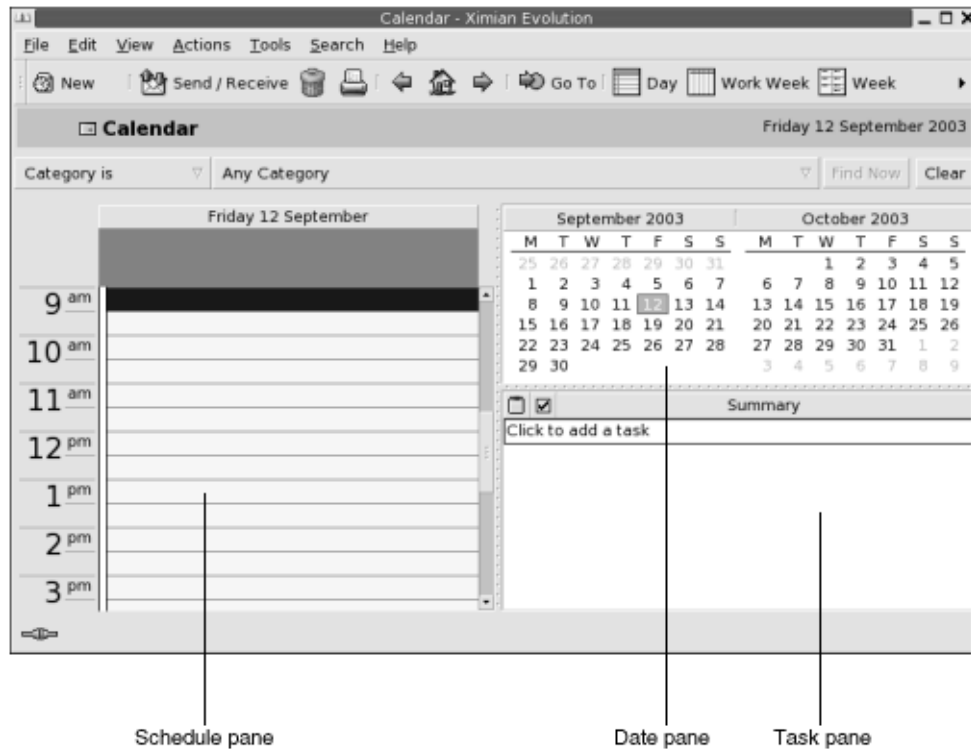 Calendar - Ximian Evolution
File Edit View Actions Tools Search Help
New Send / Receive Go To Day Work Week Week
Calendar Friday 12 September 2003
Category is Any Category Find Now Clear
Friday 12 September
September 2003 October 2003
M T W T F S S M T W T F S S
25 26 27 28 29 30 31 1 2 3 4 5
1 2 3 4 5 6 7 6 7 8 9 10 11 12
8 9 10 11 12 13 14 13 14 15 16 17 18 19
15 16 17 18 19 20 21 20 21 22 23 24 25 26
22 23 24 25 26 27 28 27 28 29 30 31 1 2
29 30 3 4 5 6 7 8 9
9 am
10 am
11 am
12 pm
1 pm
2 pm
3 pm
Summary
Click to add a task
Schedule pane Date pane Task pane